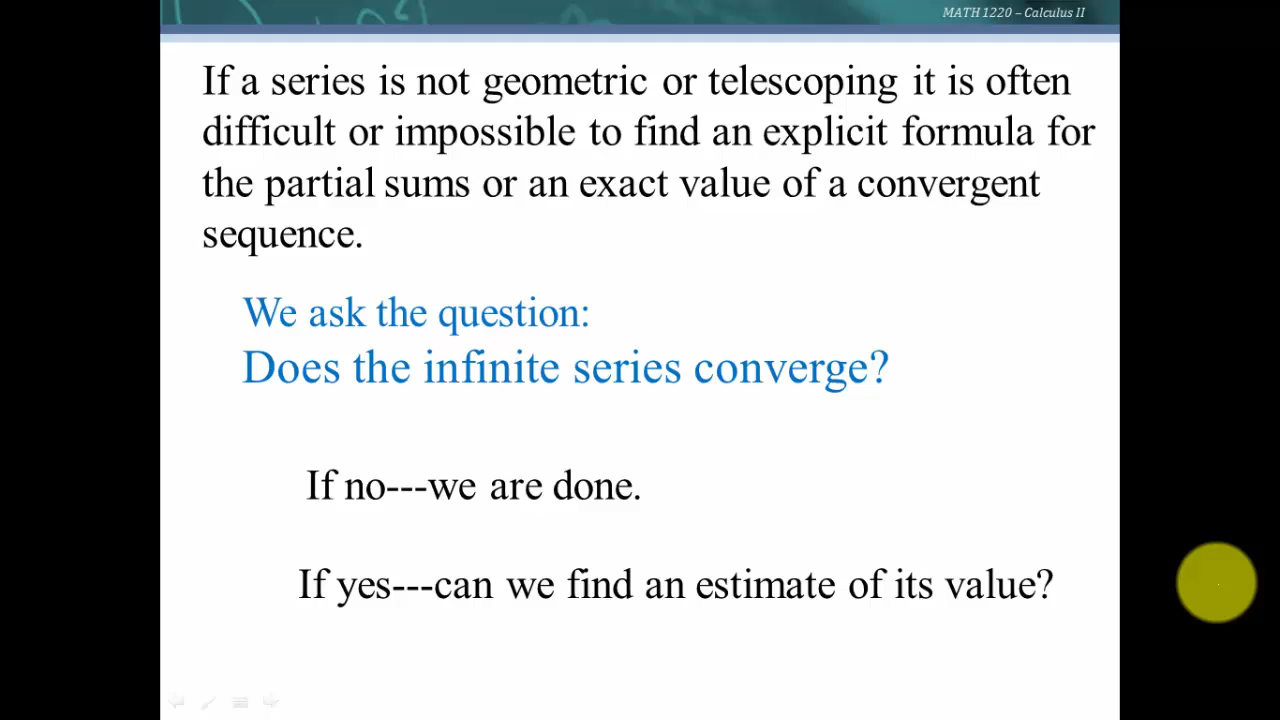 MATH 1220 – Calculus II
If a series is not geometric or telescoping it is often
difficult or impossible to find an explicit formula for
the partial sums or an exact value of a convergent
sequence.
We ask the question:
Does the infinite series converge?
If no---we are done.
If yes---can we find an estimate of its value?